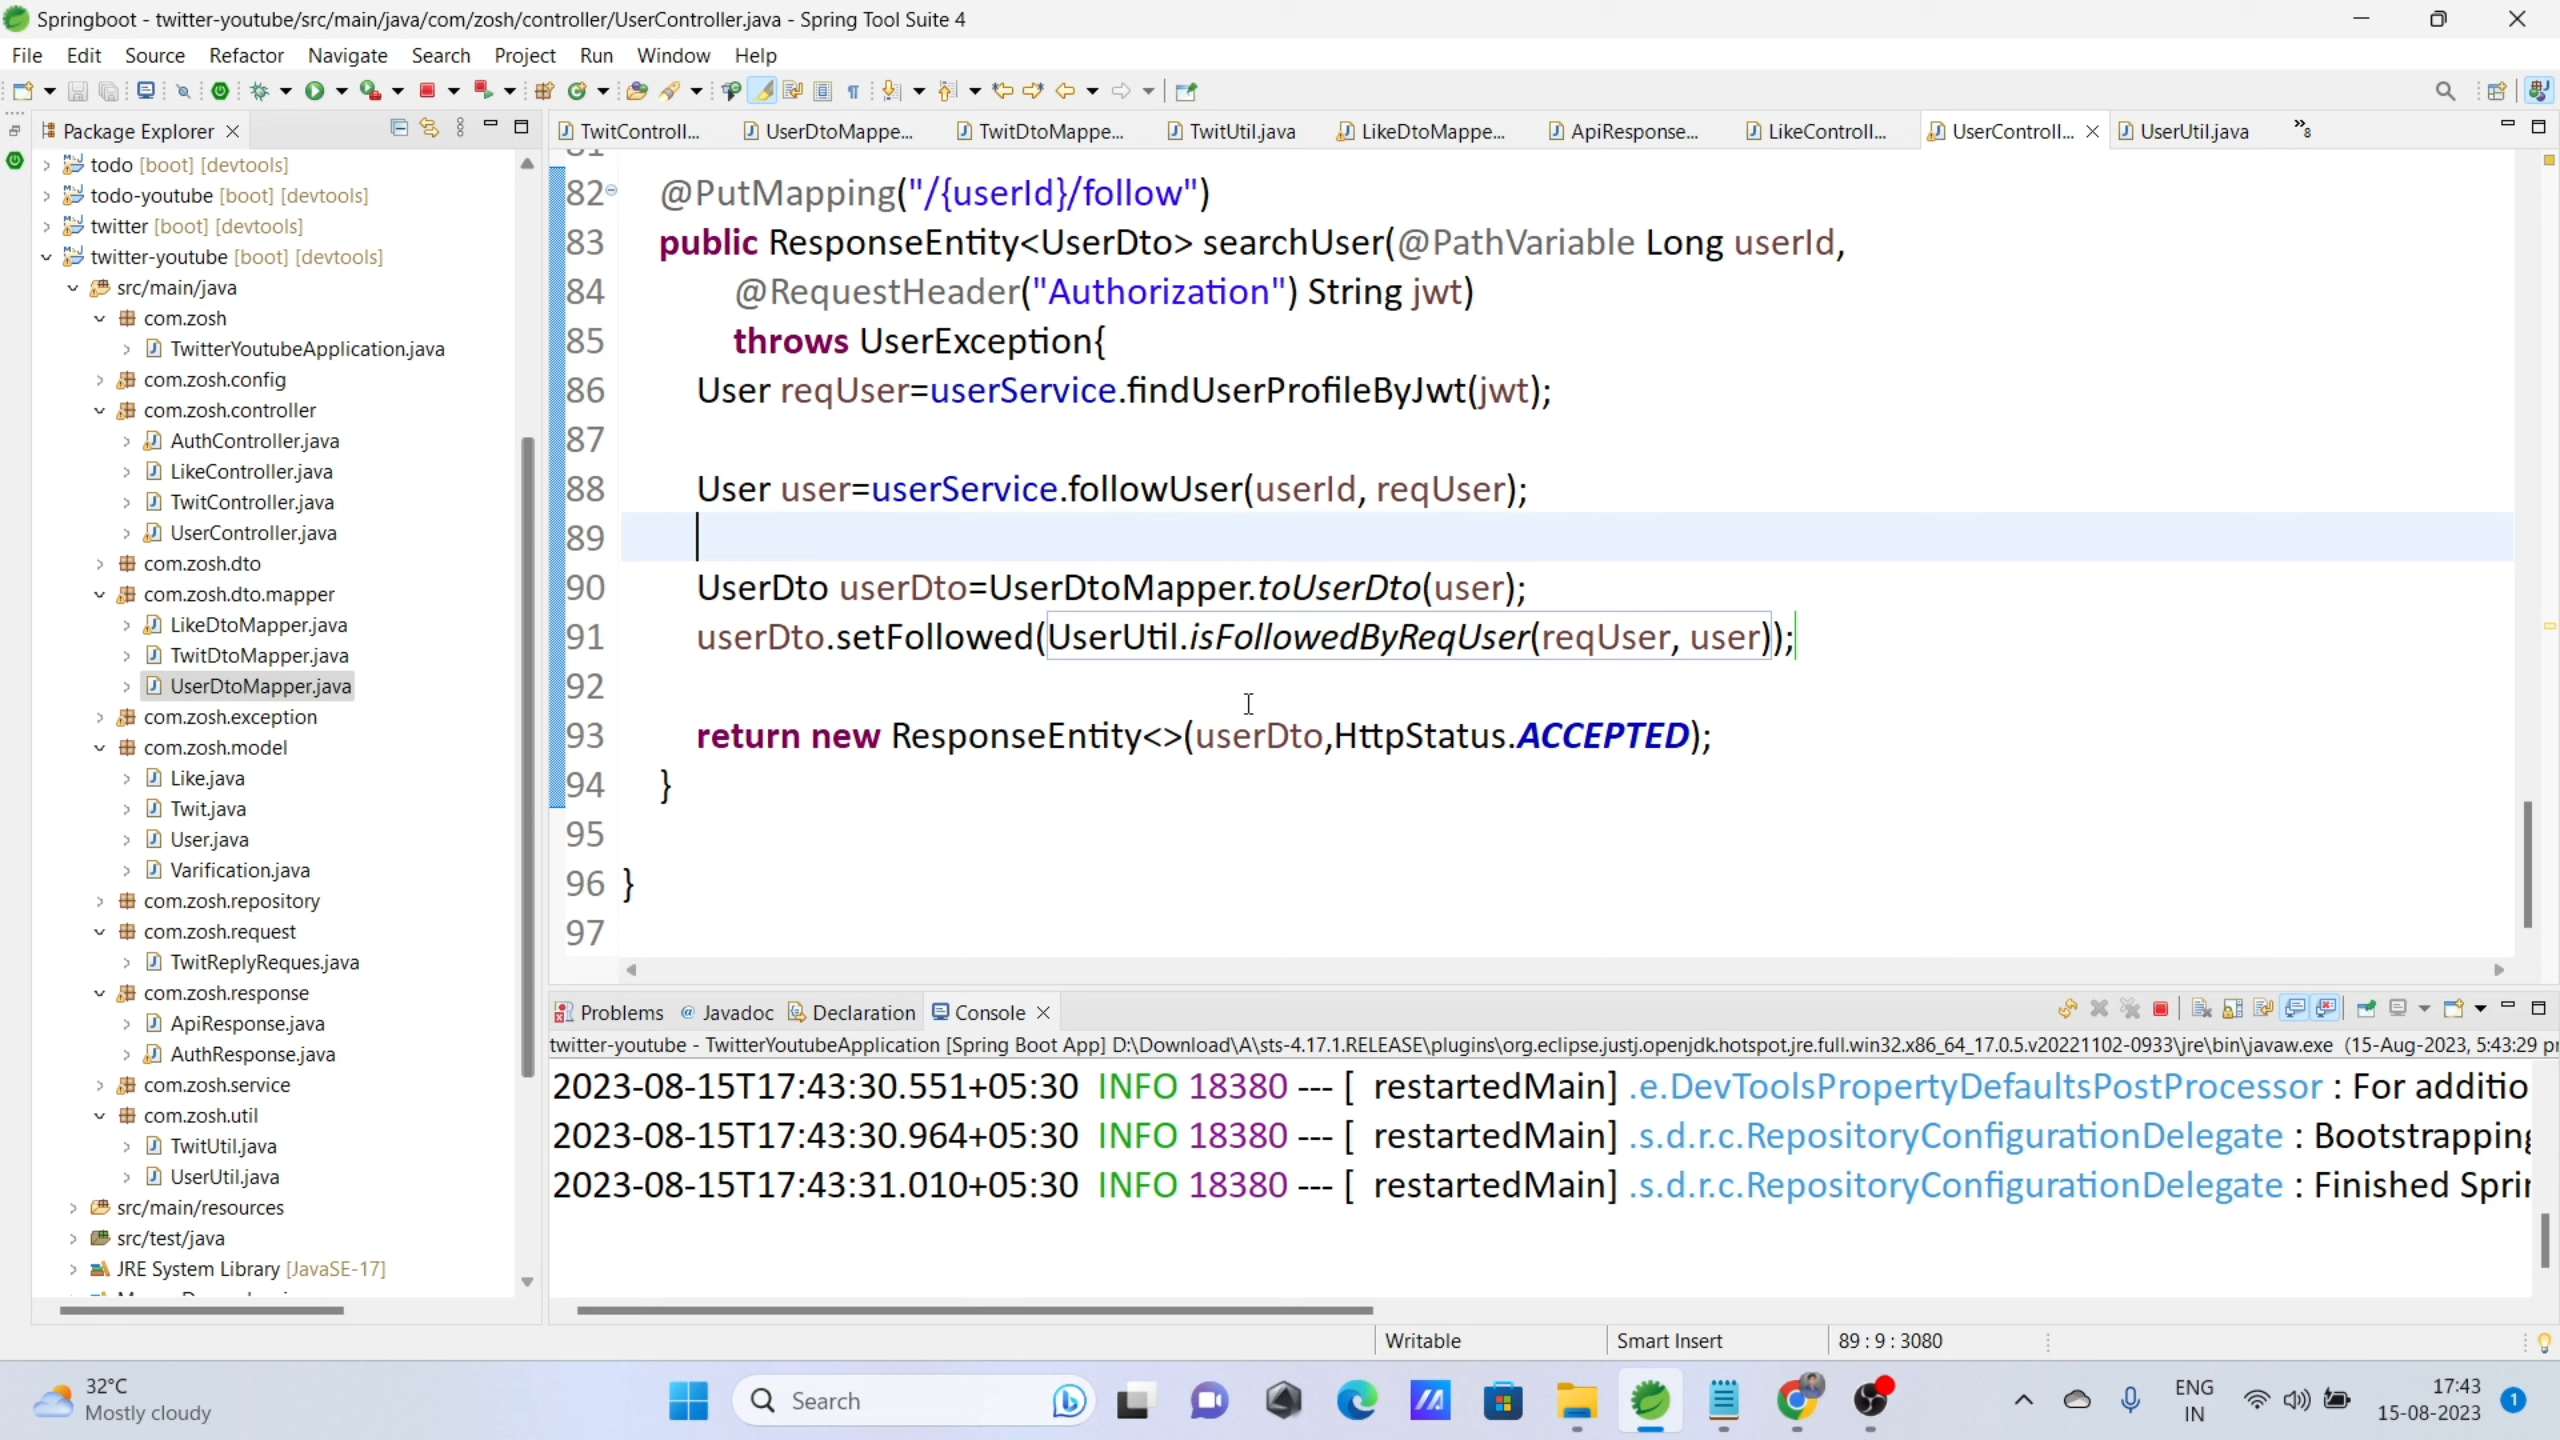 Springboot - twitter-youtube/src/main/java/com/zosh/controller/UserController.java - Spring Tool Suite 4
File Edit Source Refactor Navigate Search Project Run Window Help
Package Explorer
todo [boot] [devtools]
todo-youtube [boot] [devtools]
twitter [boot] [devtools]
twitter-youtube [boot] [devtools]
src/main/java
com.zosh
TwitterYoutubeApplication.java
com.zosh.config
com.zosh.controller
AuthController.java
LikeController.java
TwitController.java
UserController.java
com.zosh.dto
com.zosh.dto.mapper
LikeDtoMapper.java
TwitDtoMapper.java
UserDtoMapper.java
com.zosh.exception
com.zosh.model
Like.java
Twit.java
User.java
Varification.java
com.zosh.repository
com.zosh.request
TwitReplyReques.java
com.zosh.response
ApiResponse.java
AuthResponse.java
com.zosh.service
com.zosh.util
TwitUtil.java
UserUtil.java
src/main/resources
src/test/java
JRE System Library [JavaSE-17]
TwitControll... UserDtoMappe... TwitDtoMappe... TwitUtil.java LikeDtoMappe... ApiResponse... LikeControll... UserControll... UserUtil.java »8
82 @PutMapping("/{userId}/follow")
83 public ResponseEntity<UserDto> searchUser(@PathVariable Long userId,
84 @RequestHeader("Authorization") String jwt)
85 throws UserException{
86 User reqUser=userService.findUserProfileByJwt(jwt);
87
88 User user=userService.followUser(userId, reqUser);
89
90 UserDto userDto=UserDtoMapper.toUserDto(user);
91 userDto.setFollowed(UserUtil.isFollowedByReqUser(reqUser, user));
92
93 return new ResponseEntity<>(userDto,HttpStatus.ACCEPTED);
94 }
95
96 }
97
Problems @ Javadoc Declaration Console
twitter-youtube - TwitterYoutubeApplication [Spring Boot App] D:\Download\A\sts-4.17.1.RELEASE\plugins\org.eclipse.justj.openjdk.hotspot.jre.full.win32.x86_64_17.0.5.v20221102-0933\jre\bin\javaw.exe (15-Aug-2023, 5:43:29 pr
2023-08-15T17:43:30.551+05:30 INFO 18380 --- [ restartedMain] .e.DevToolsPropertyDefaultsPostProcessor : For additio
2023-08-15T17:43:30.964+05:30 INFO 18380 --- [ restartedMain] .s.d.r.c.RepositoryConfigurationDelegate : Bootstrapping
2023-08-15T17:43:31.010+05:30 INFO 18380 --- [ restartedMain] .s.d.r.c.RepositoryConfigurationDelegate : Finished Sprin
Writable Smart Insert 89 : 9 : 3080
32°C
Mostly cloudy
Search
ENG
IN
17:43
15-08-2023
1